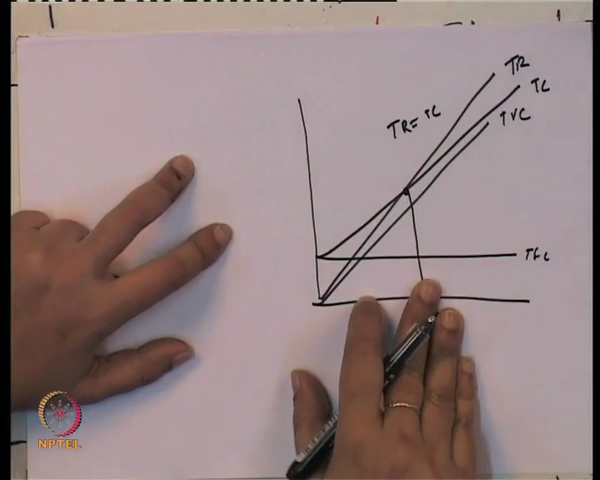 TR
TC
TR = TC
TVC
TFC
NPTEL